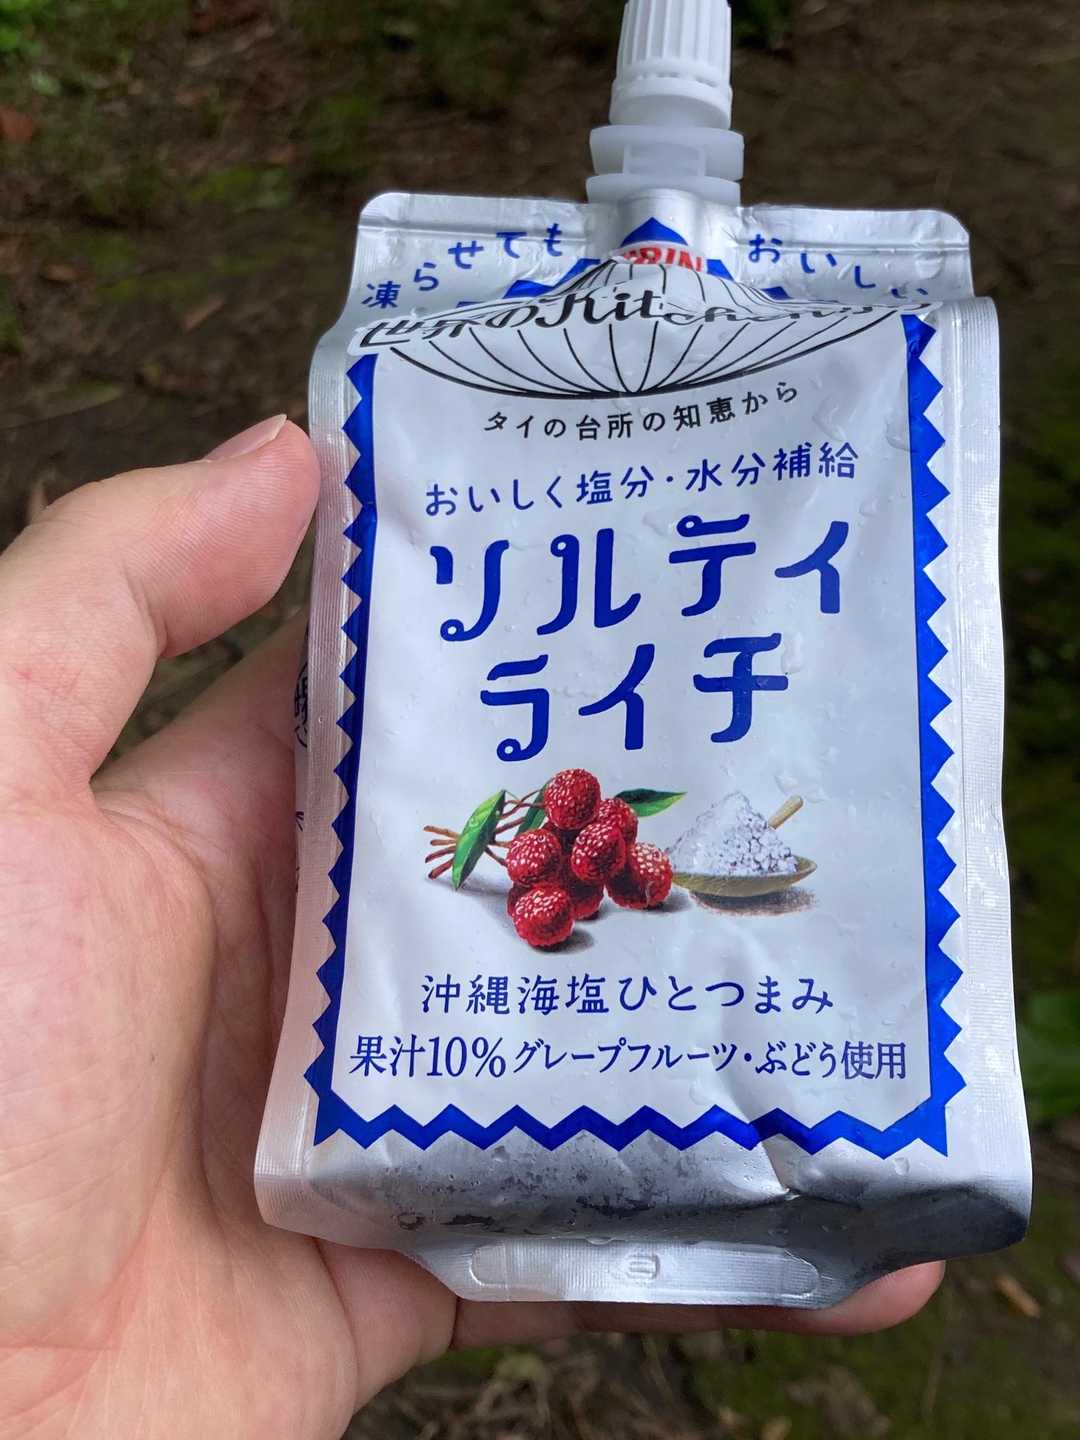 凍らせても おいしい
KIRIN
世界のKitchenから
タイの台所の知恵から
おいしく塩分・水分補給
ソルティ
ライチ
沖縄海塩ひとつまみ
果汁10%グレープフルーツ・ぶどう使用